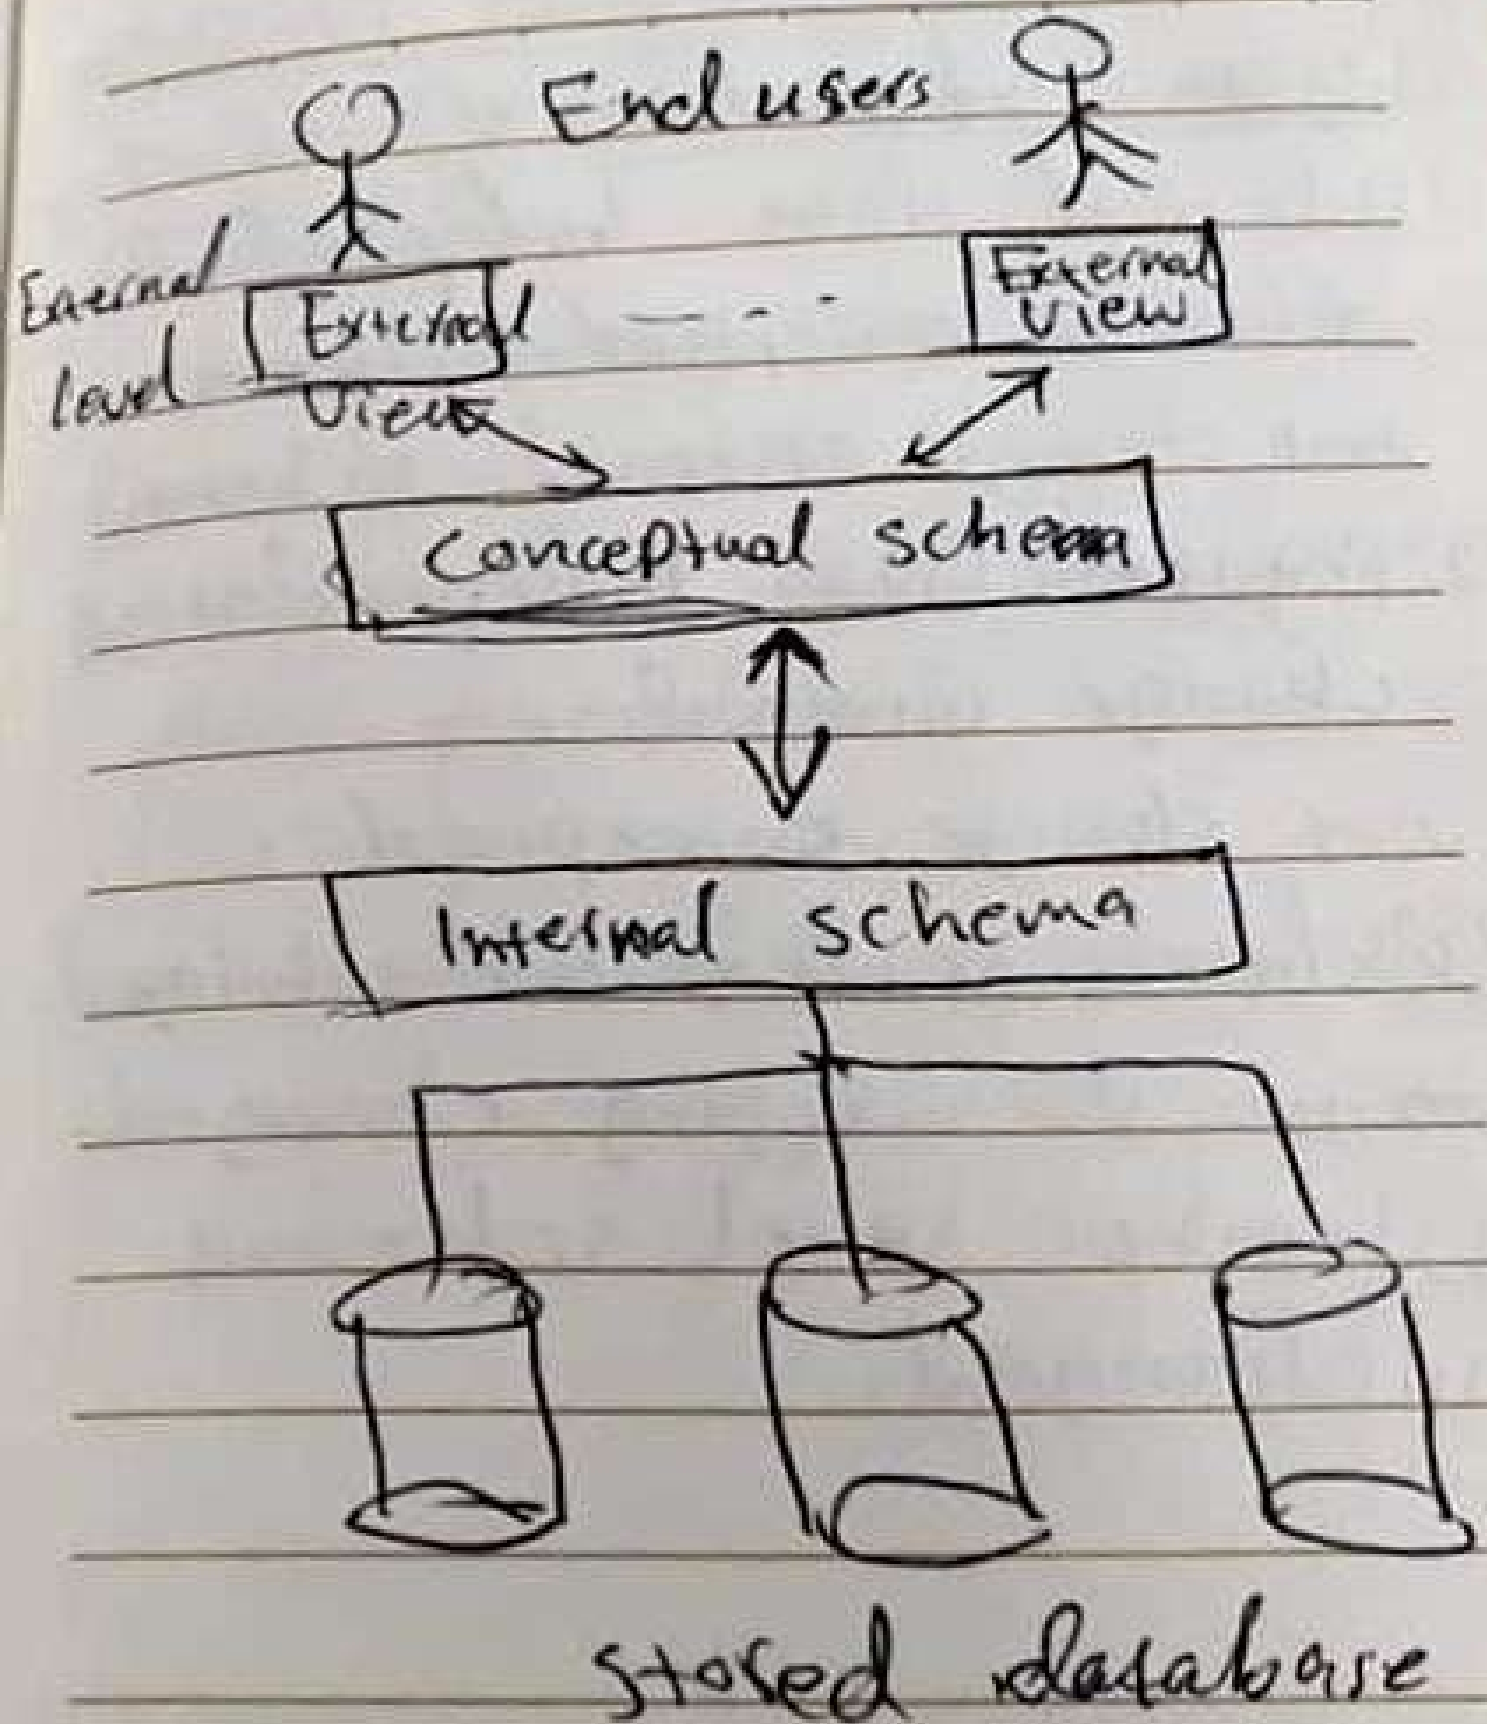 End users
External
level
External
View
External
View
Conceptual schema
Internal schema
Stored database